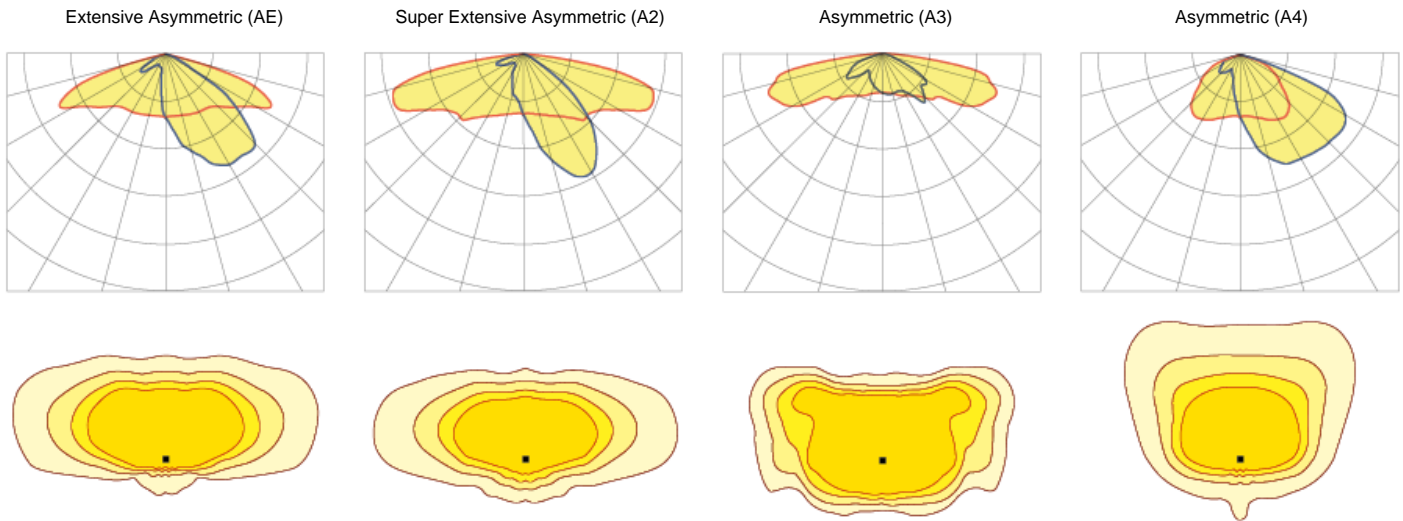 Extensive Asymmetric (AE)
Super Extensive Asymmetric (A2)
Asymmetric (A3)
Asymmetric (A4)